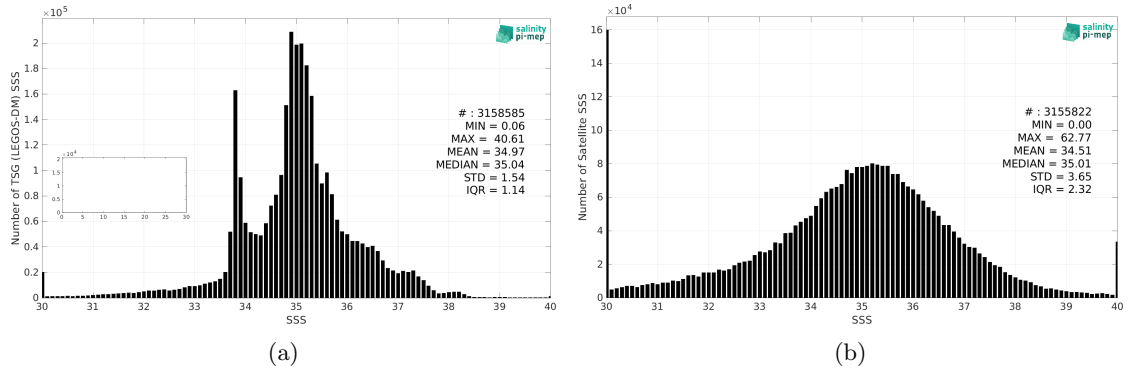 ×10^5
salinity
pi-mep
2
1.8
1.6
1.4
1.2
1
0.8
0.6
0.4
0.2
0
Number of TSG (LEGOS-DM) SSS
# : 3158585
MIN = 0.06
MAX = 40.61
MEAN = 34.97
MEDIAN = 35.04
STD = 1.54
IQR = 1.14
×10^4
2
1.5
1
0.5
0
0 5 10 15 20 25 30
30 31 32 33 34 35 36 37 38 39 40
SSS
(a)
×10^4
salinity
pi-mep
16
14
12
10
8
6
4
2
0
Number of Satellite SSS
# : 3155822
MIN = 0.00
MAX = 62.77
MEAN = 34.51
MEDIAN = 35.01
STD = 3.65
IQR = 2.32
30 31 32 33 34 35 36 37 38 39 40
SSS
(b)